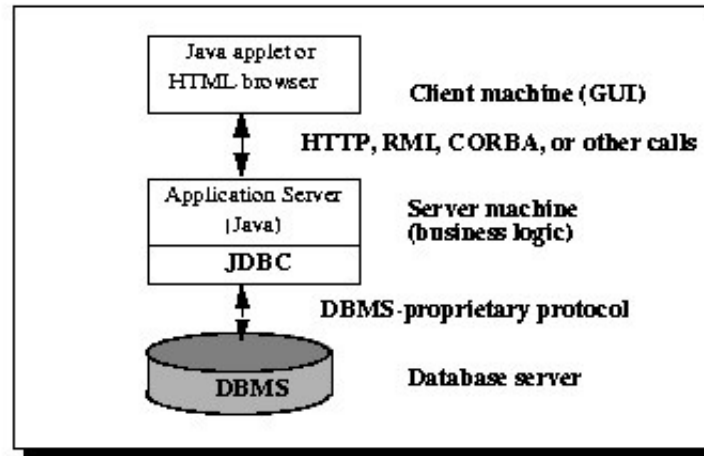 Java applet or
HTML browser
Client machine (GUI)
HTTP, RMI, CORBA, or other calls
Application Server
(Java)
JDBC
Server machine
(business logic)
DBMS-proprietary protocol
DBMS
Database server